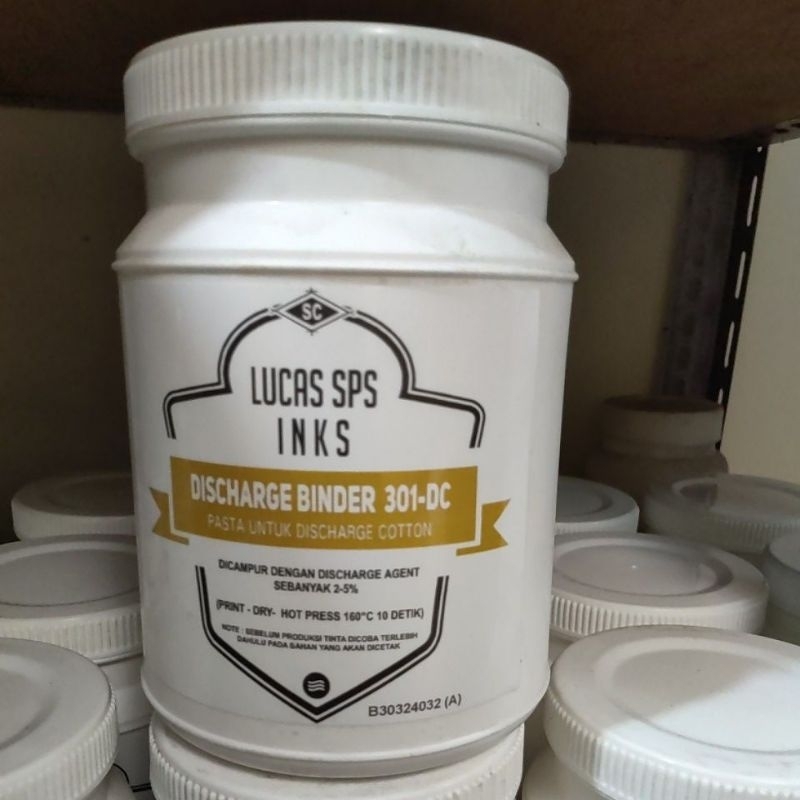 SC
LUCAS SPS
INKS
DISCHARGE BINDER 301-DC
PASTA UNTUK DISCHARGE COTTON
DICAMPUR DENGAN DISCHARGE AGENT
SEBANYAK 2-5%
(PRINT - DRY- HOT PRESS 160°C 10 DETIK)
NOTE : SEBELUM PRODUKSI TINTA DICOBA TERLEBIH
DAHULU PADA BAHAN YANG AKAN DICETAK
B30324032 (A)